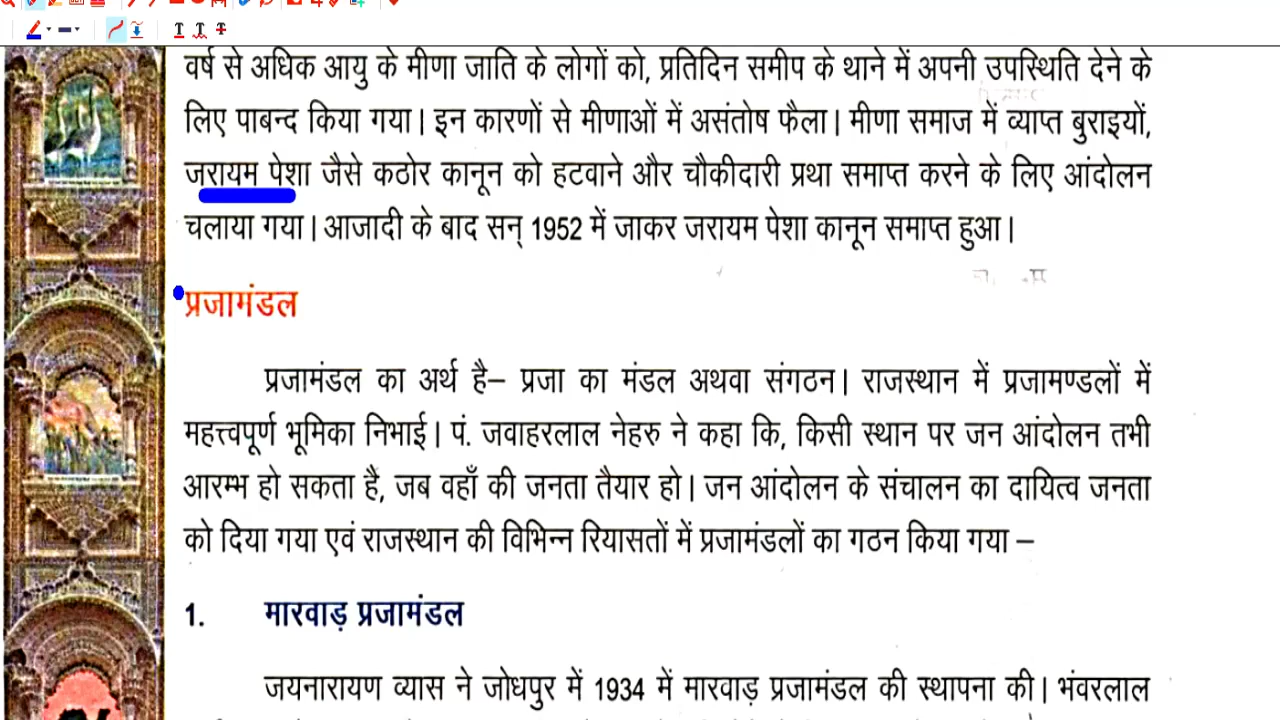 वर्ष से अधिक आयु के मीणा जाति के लोगों को, प्रतिदिन समीप के थाने में अपनी उपस्थिति देने के
लिए पाबन्द किया गया। इन कारणों से मीणाओं में असंतोष फैला। मीणा समाज में व्याप्त बुराइयों,
जरायम पेशा जैसे कठोर कानून को हटवाने और चौकीदारी प्रथा समाप्त करने के लिए आंदोलन
चलाया गया। आजादी के बाद सन् 1952 में जाकर जरायम पेशा कानून समाप्त हुआ।
प्रजामंडल
प्रजामंडल का अर्थ है– प्रजा का मंडल अथवा संगठन। राजस्थान में प्रजामण्डलों में
महत्त्वपूर्ण भूमिका निभाई। पं. जवाहरलाल नेहरु ने कहा कि, किसी स्थान पर जन आंदोलन तभी
आरम्भ हो सकता है, जब वहाँ की जनता तैयार हो। जन आंदोलन के संचालन का दायित्व जनता
को दिया गया एवं राजस्थान की विभिन्न रियासतों में प्रजामंडलों का गठन किया गया –
1. मारवाड़ प्रजामंडल
जयनारायण व्यास ने जोधपुर में 1934 में मारवाड़ प्रजामंडल की स्थापना की। भंवरलाल